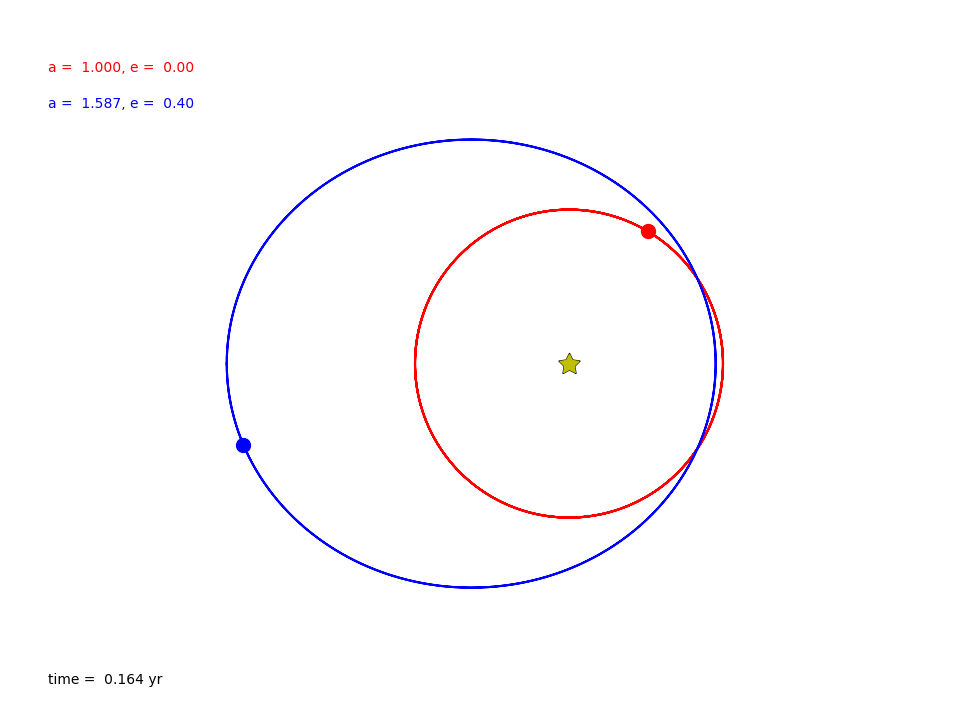 a =  1.000, e =  0.00
a =  1.587, e =  0.40
time =  0.164 yr